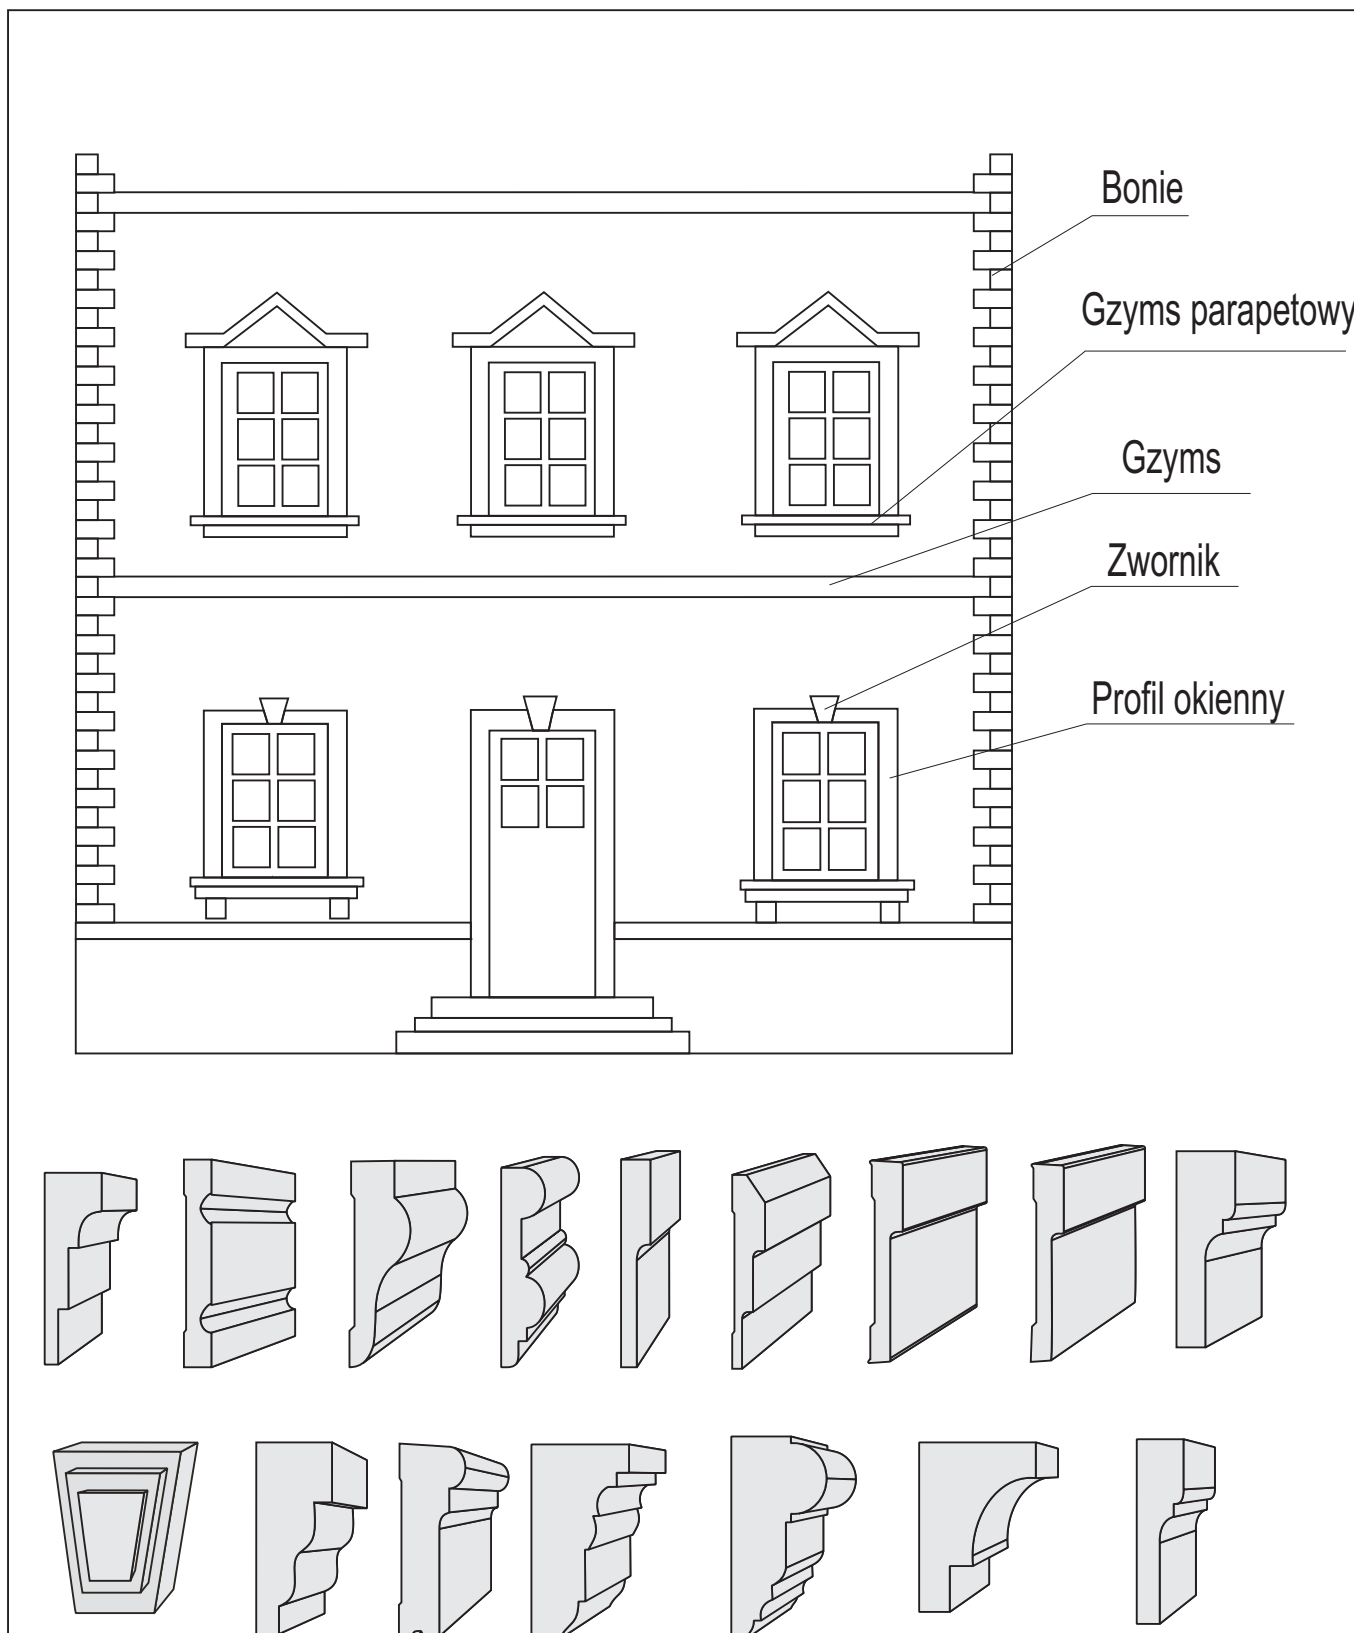 Bonie
Gzyms parapetowy
Gzyms
Zwornik
Profil okienny